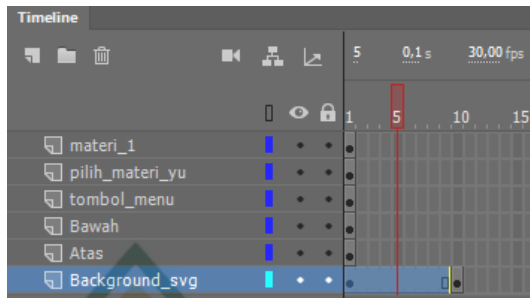 Timeline
5 0,1 s 30,00 fps
1 5 10 15
materi_1
pilih_materi_yu
tombol_menu
Bawah
Atas
Background_svg